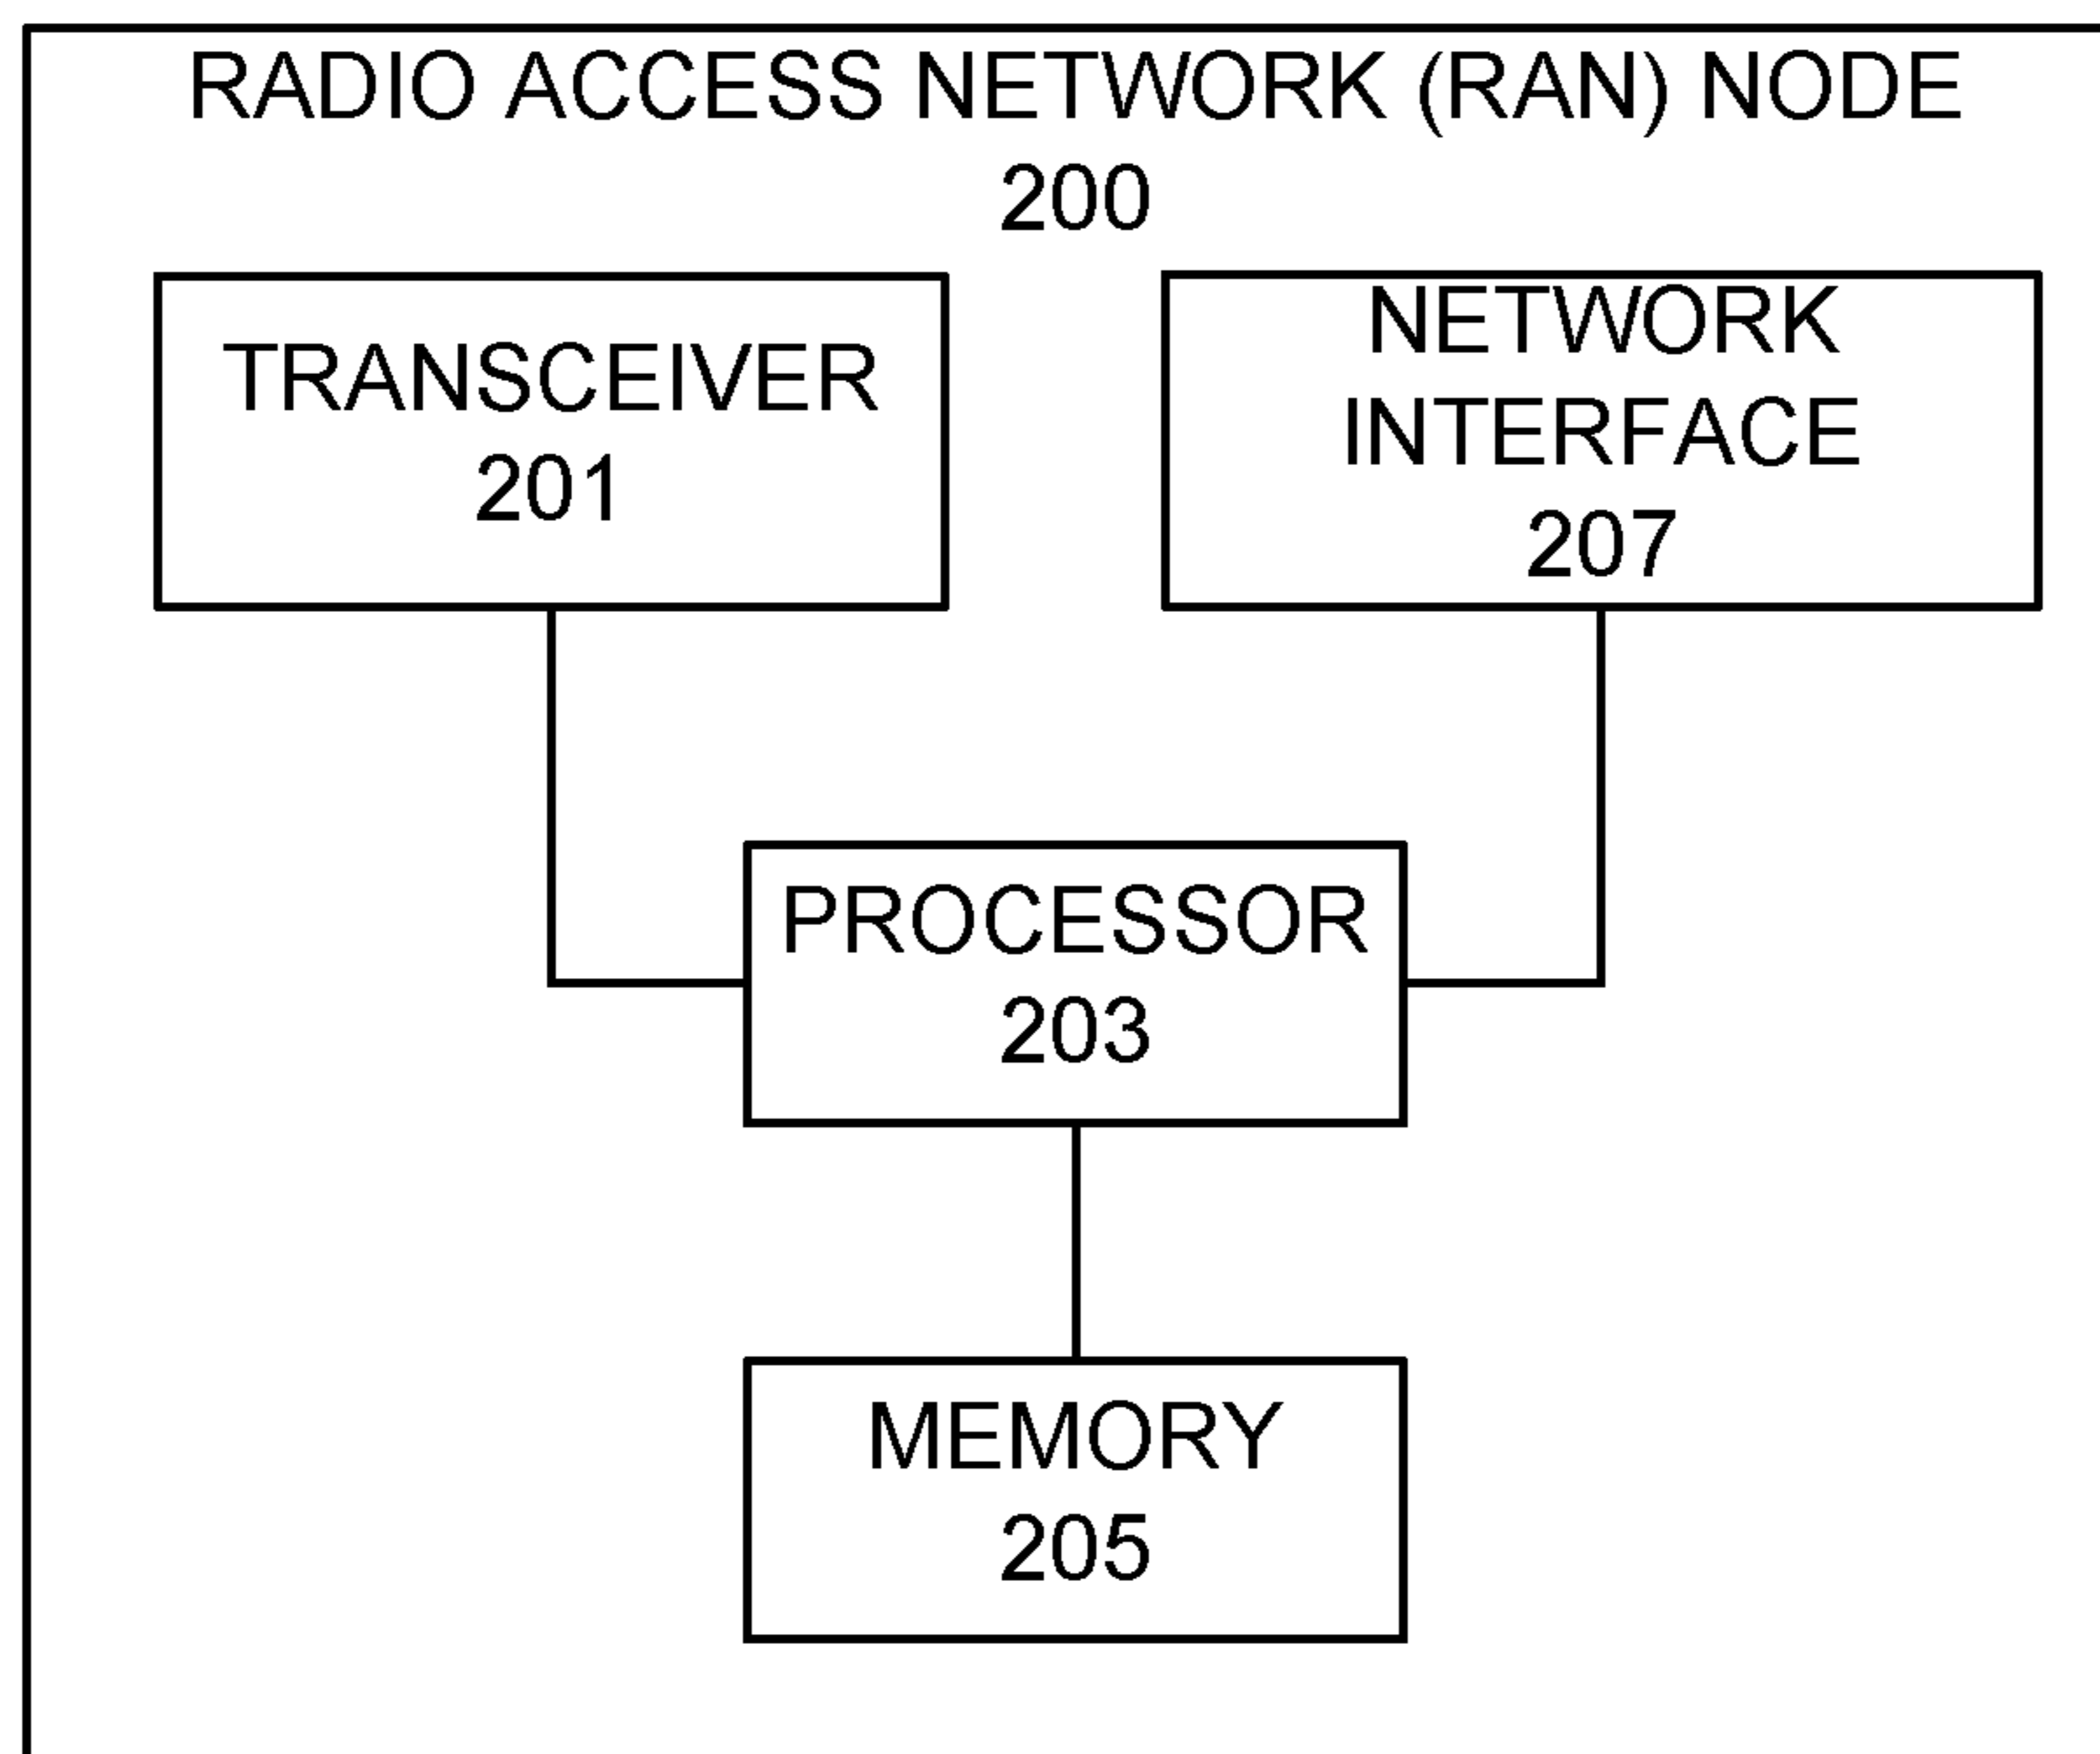 RADIO ACCESS NETWORK (RAN) NODE
200
TRANSCEIVER
201
NETWORK
INTERFACE
207
PROCESSOR
203
MEMORY
205